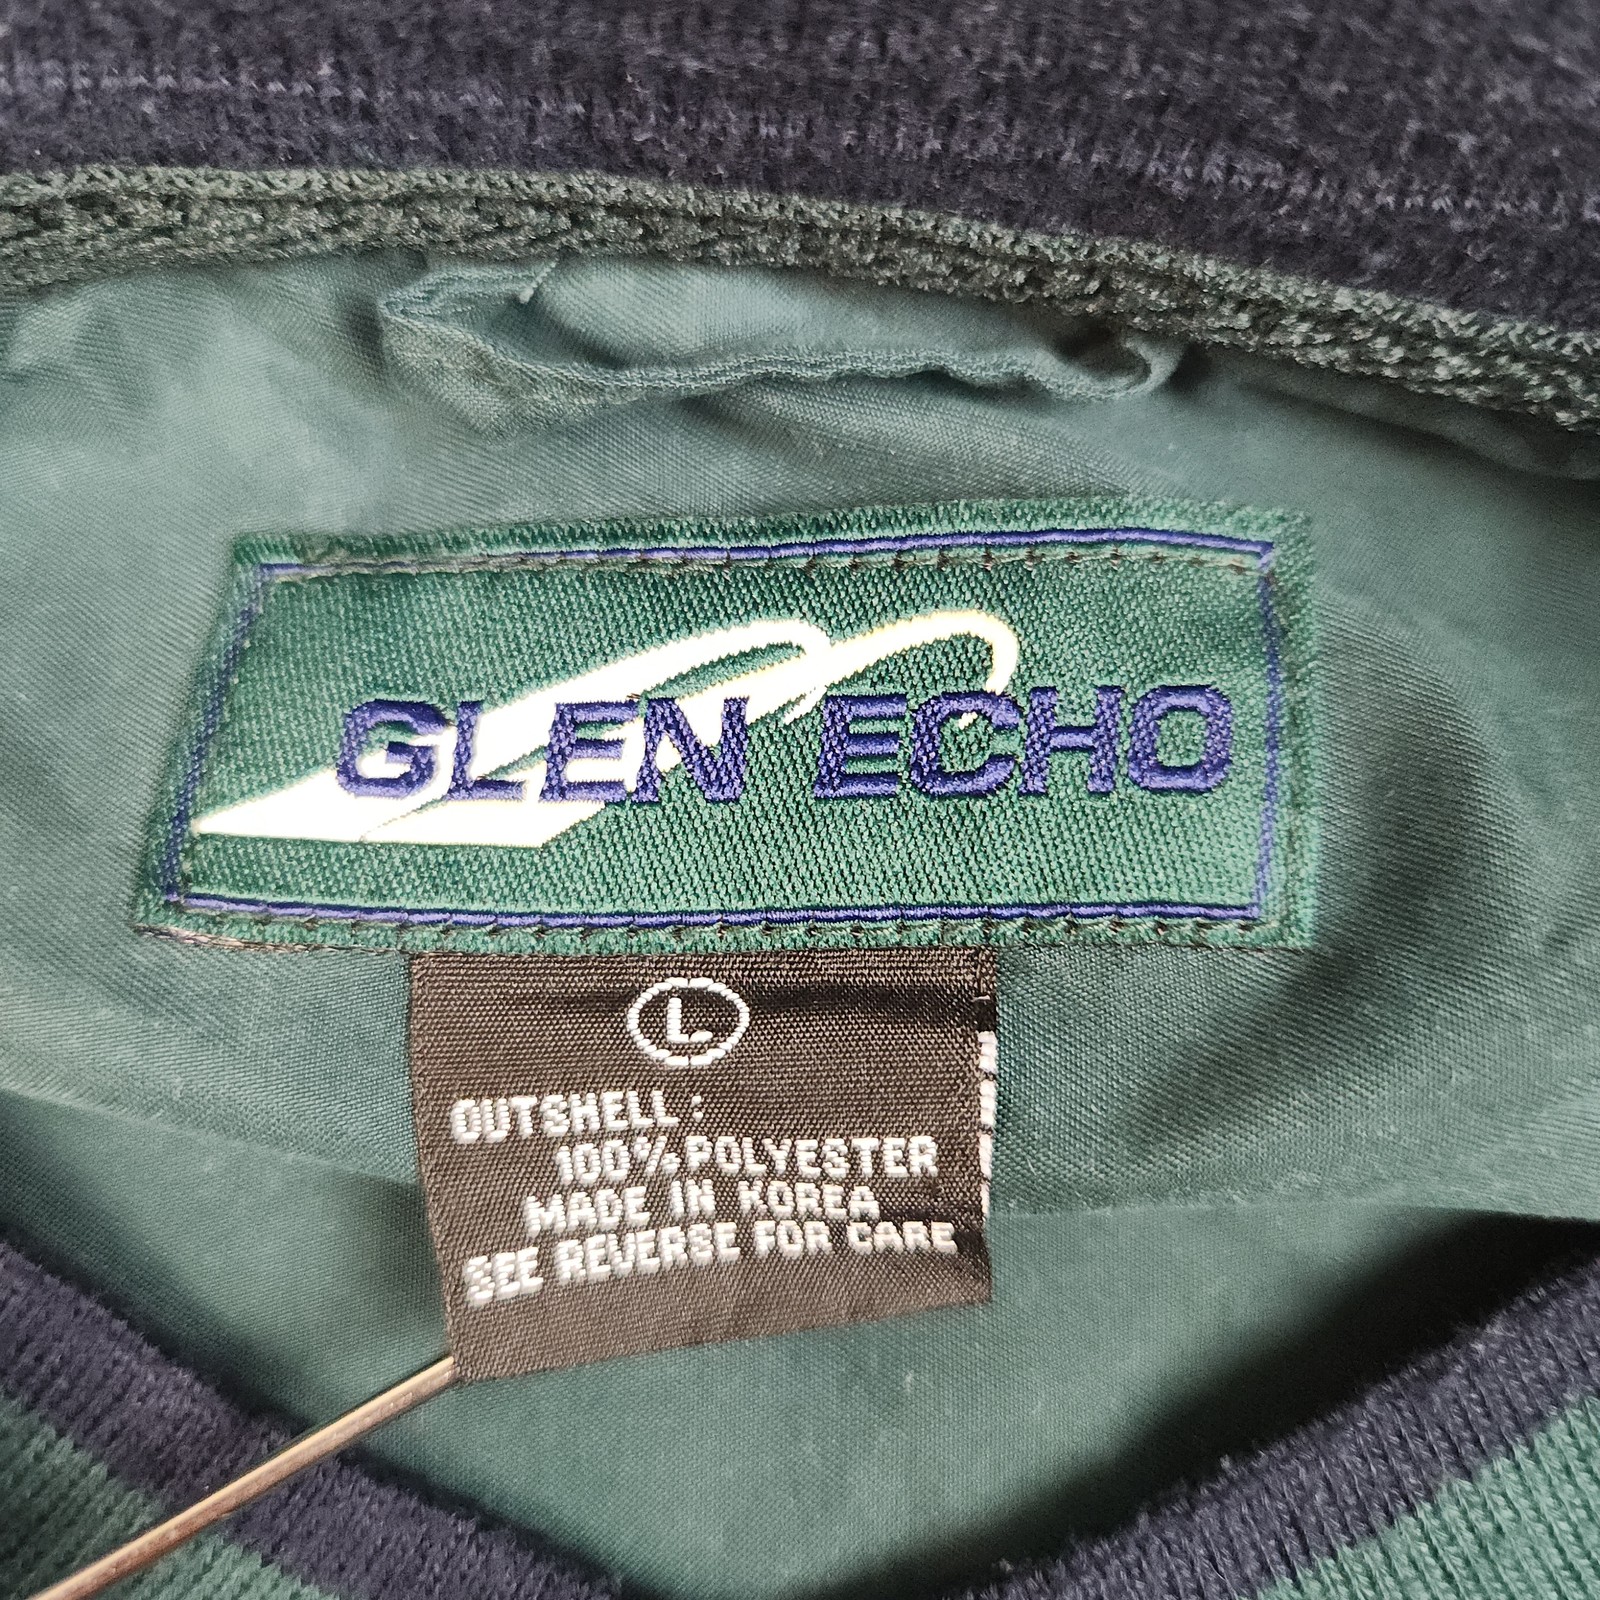 GLEN ECHO
L
OUTSHELL:
100% POLYESTER
MADE IN KOREA
SEE REVERSE FOR CARE